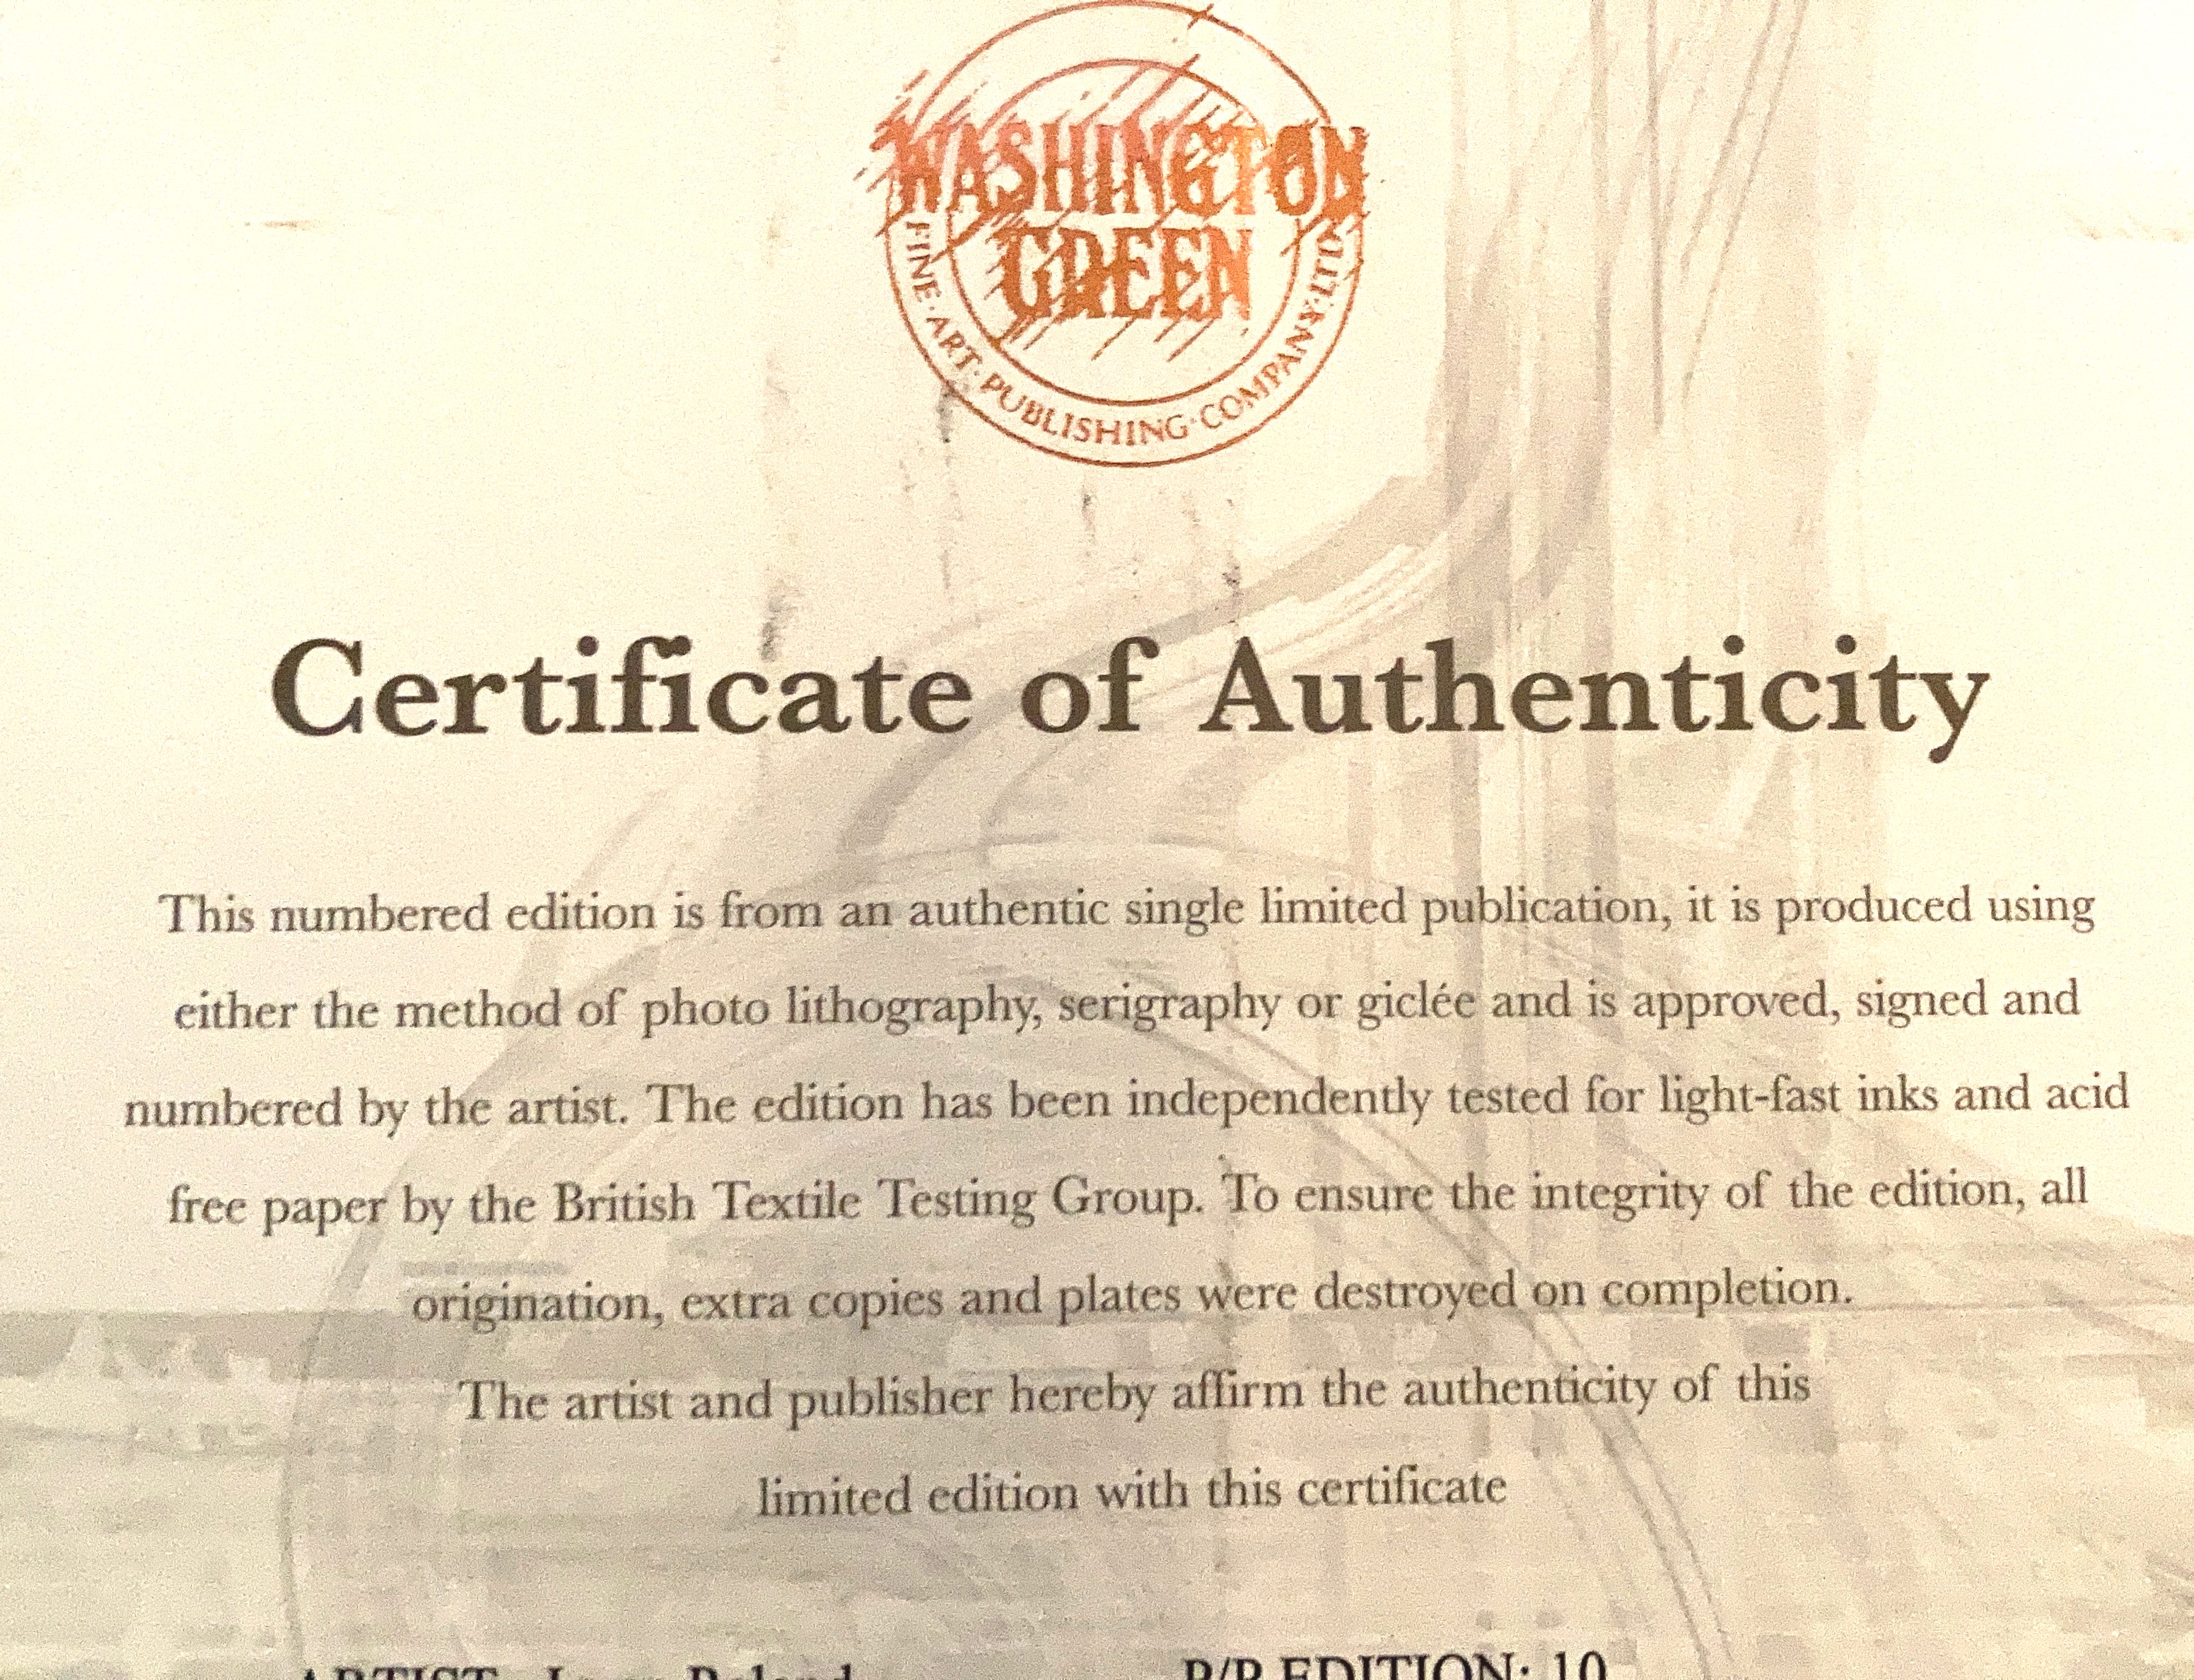 WASHINGTON
GREEN
FINE · ART · PUBLISHING · COMPANY · LTD
Certificate of Authenticity
This numbered edition is from an authentic single limited publication, it is produced using
either the method of photo lithography, serigraphy or giclée and is approved, signed and
numbered by the artist. The edition has been independently tested for light-fast inks and acid
free paper by the British Textile Testing Group. To ensure the integrity of the edition, all
origination, extra copies and plates were destroyed on completion.
The artist and publisher hereby affirm the authenticity of this
limited edition with this certificate
ARTIST P/P EDITION: 10